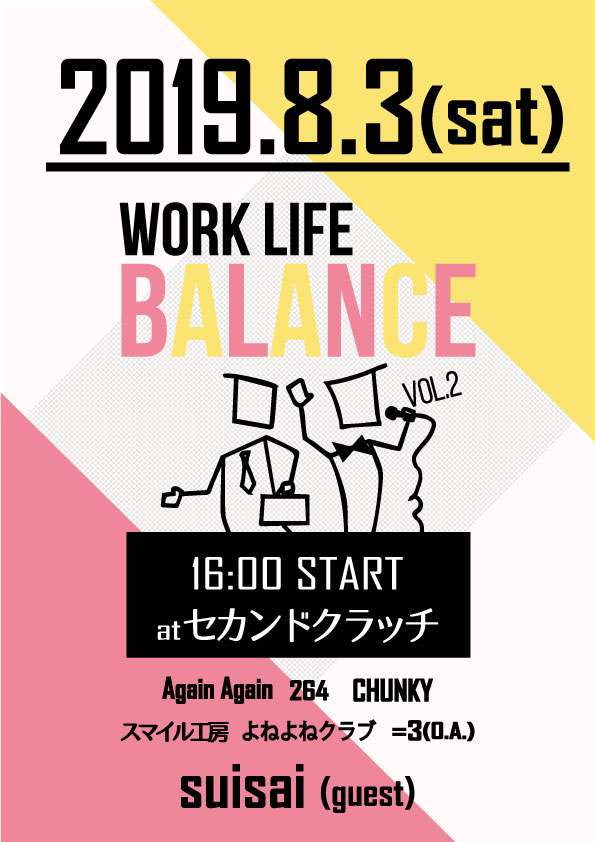 2019.8.3(sat)
WORK LIFE
BALANCE
VOL.2
16:00 START
atセカンドクラッチ
Again Again 264 CHUNKY
スマイル工房 よねよねクラブ =3(O.A.)
suisai (guest)